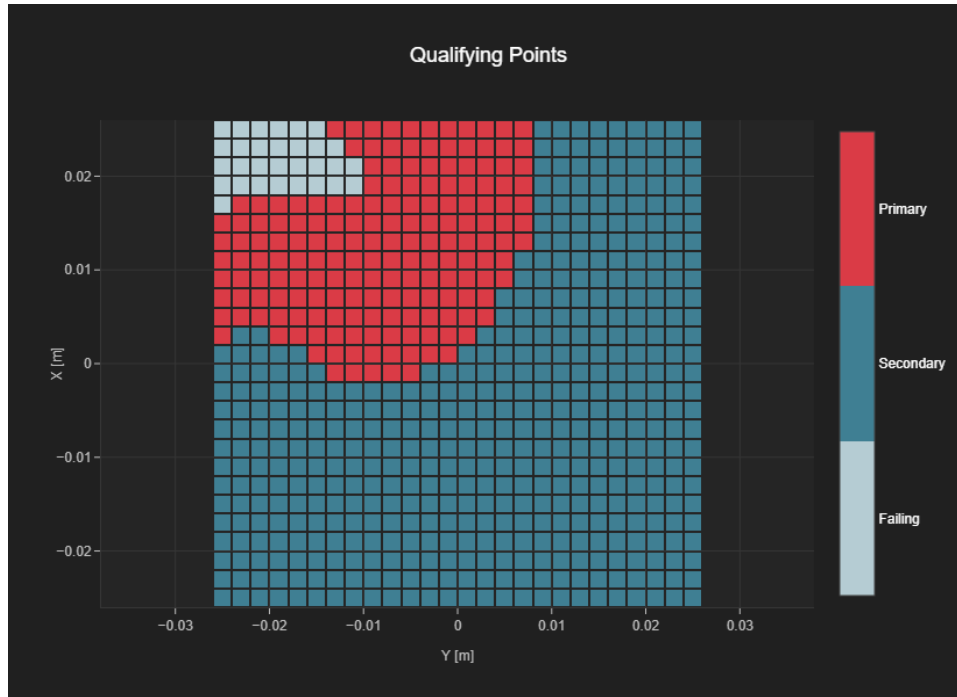 Qualifying Points
0.02
0.01
0
−0.01
−0.02
X [m]
−0.03
−0.02
−0.01
0
0.01
0.02
0.03
Y [m]
Primary
Secondary
Failing